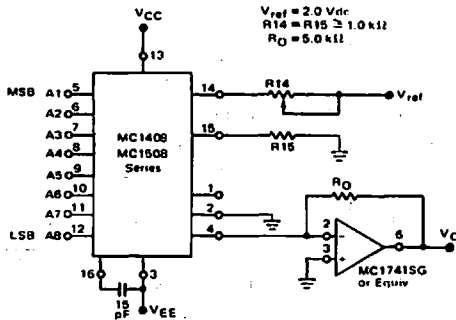 VCC
Vref = 2.0 Vdc
R14 = R15 ≅ 1.0 kΩ
RO = 5.0 kΩ
13
MSB A1 5
A2 6
A3 7
A4 8
A5 9
A6 10
A7 11
LSB A8 12
MC1408
MC1508
Series
14 R14 Vref
15 R15
1
2
4
RO
2
3
6 VO
MC1741SG
or Equiv
16
3
15
PF
VEE